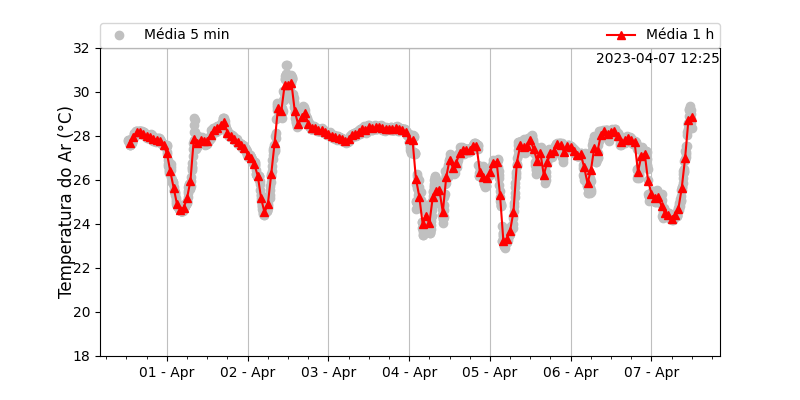 Média 5 min
Média 1 h
2023-04-07 12:25
Temperatura do Ar (°C)
32
30
28
26
24
22
20
18
01 - Apr
02 - Apr
03 - Apr
04 - Apr
05 - Apr
06 - Apr
07 - Apr